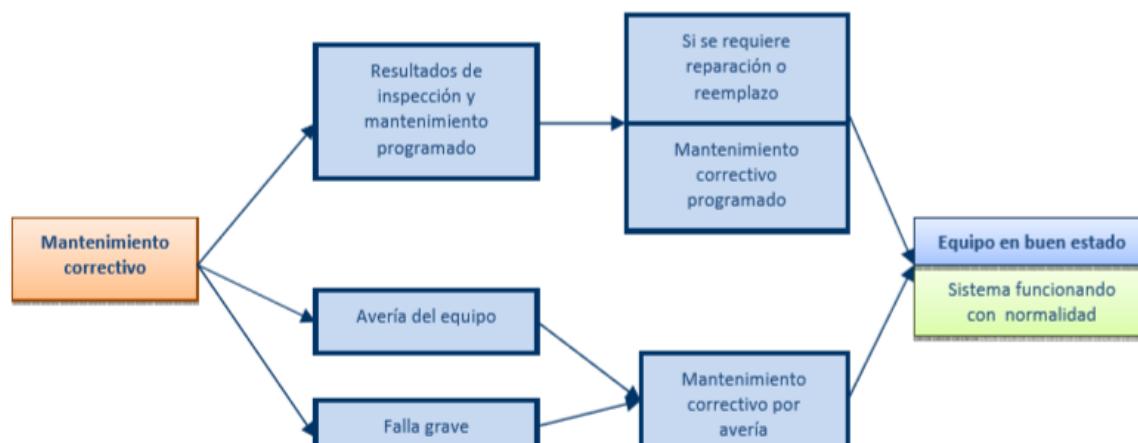 Mantenimiento
correctivo
Resultados de
inspección y
mantenimiento
programado
Avería del equipo
Falla grave
Si se requiere
reparación o
reemplazo
Mantenimiento
correctivo
programado
Mantenimiento
correctivo por
avería
Equipo en buen estado
Sistema funcionando
con normalidad